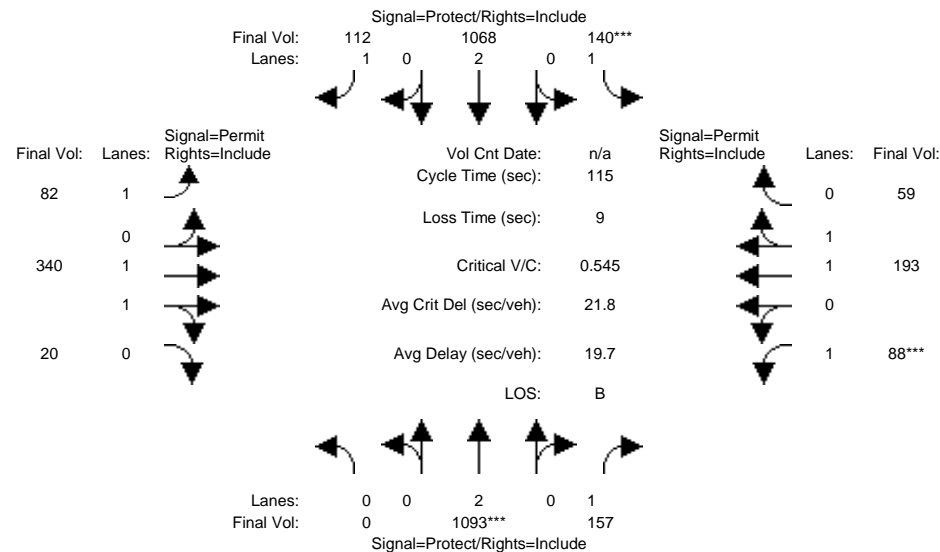 Signal=Protect/Rights=Include
Final Vol: 112 1068 140***
Lanes: 1 0 2 0 1
Signal=Permit Signal=Permit
Final Vol: Lanes: Rights=Include Vol Cnt Date: n/a Rights=Include Lanes: Final Vol:
Cycle Time (sec): 115
82 1 0 59
Loss Time (sec): 9
0 1
340 1 Critical V/C: 0.545 1 193
1 Avg Crit Del (sec/veh): 21.8 0
20 0 Avg Delay (sec/veh): 19.7 1 88***
LOS: B
Lanes: 0 0 2 0 1
Final Vol: 0 1093*** 157
Signal=Protect/Rights=Include